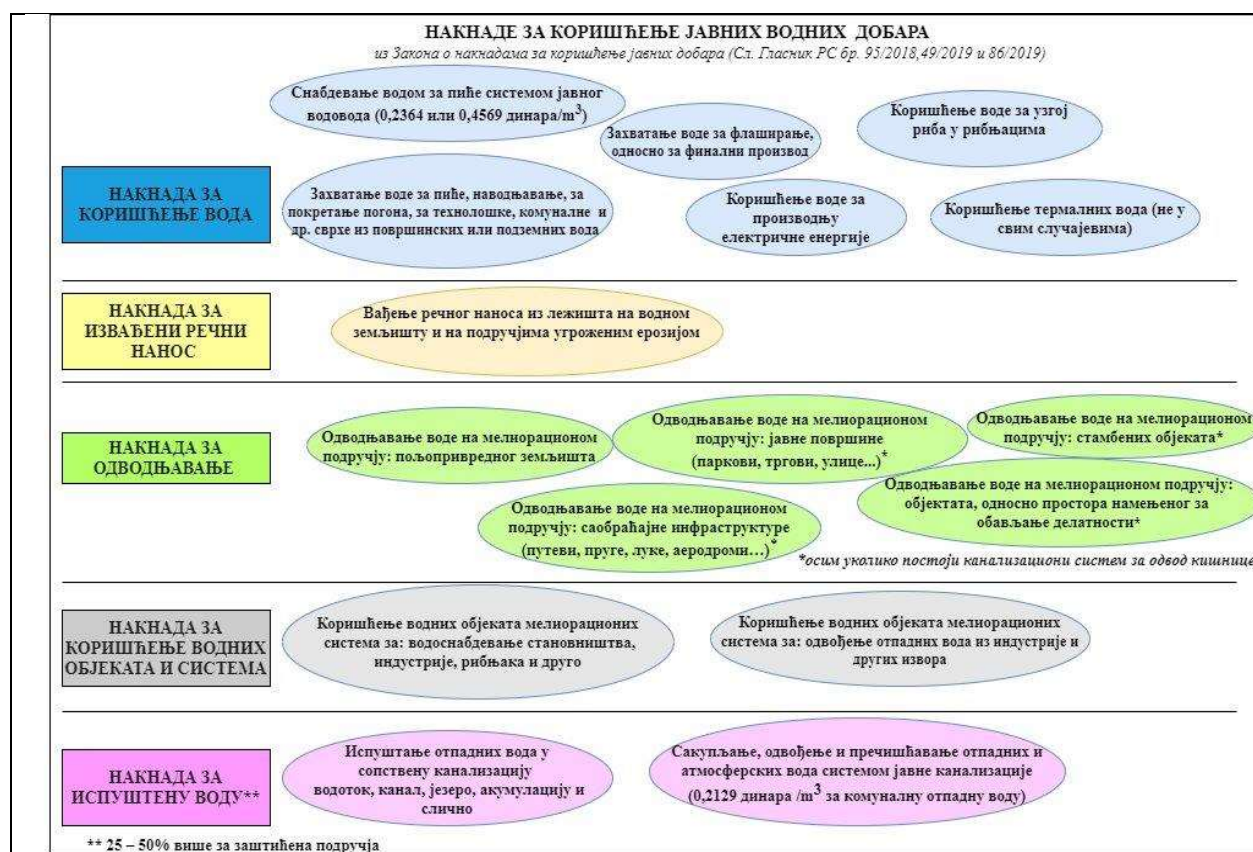 НАКНАДЕ ЗА КОРИШЋЕЊЕ ЈАВНИХ ВОДНИХ ДОБАРА
из Закона о накнадама за коришћење јавних добара (Сл. Гласник РС бр. 95/2018,49/2019 и 86/2019)
НАКНАДА ЗА
КОРИШЋЕЊЕ ВОДА
Снабдевање водом за пиће системом јавног
водовода (0,2364 или 0,4569 динара/m³)
Захватање воде за флаширање,
односно за финални производ
Коришћење воде за узгој
риба у рибњацима
Захватање воде за пиће, наводњавање, за
покретање погона, за технолошке, комуналне и
др. сврхе из површинских или подземних вода
Коришћење воде за
производњу
електричне енергије
Коришћење термалних вода (не у
свим случајевима)
НАКНАДА ЗА
ИЗВАЂЕНИ РЕЧНИ
НАНОС
Вађење речног наноса из лежишта на водном
земљишту и на подручјима угроженим ерозијом
НАКНАДА ЗА
ОДВОДЊАВАЊЕ
Одводњавање воде на мелиорационом
подручју: пољопривредног земљишта
Одводњавање воде на мелиорационом
подручју: јавне површине
(паркови, тргови, улице...)*
Одводњавање воде на мелиорационом
подручју: стамбених објеката*
Одводњавање воде на мелиорационом
подручју: саобраћајне инфраструктуре
(путеви, пруге, луке, аеродроми…)*
Одводњавање воде на мелиорационом подручју:
објектата, односно простора намењеног за
обављање делатности*
*осим уколико постоји канализациони систем за одвод кишнице
НАКНАДА ЗА
КОРИШЋЕЊЕ ВОДНИХ
ОБЈЕКАТА И СИСТЕМА
Коришћење водних објеката мелиорационих
система за: водоснабдевање становништва,
индустрије, рибњака и друго
Коришћење водних објеката мелиорационих
система за: одвођење отпадних вода из индустрије и
других извора
НАКНАДА ЗА
ИСПУШТЕНУ ВОДУ**
Испуштање отпадних вода у
сопствену канализацију
водоток, канал, језеро, акумулацију и
слично
Сакупљање, одвођење и пречишћавање отпадних и
атмосферских вода системом јавне канализације
(0,2129 динара /m³ за комуналну отпадну воду)
** 25 – 50% више за заштићена подручја